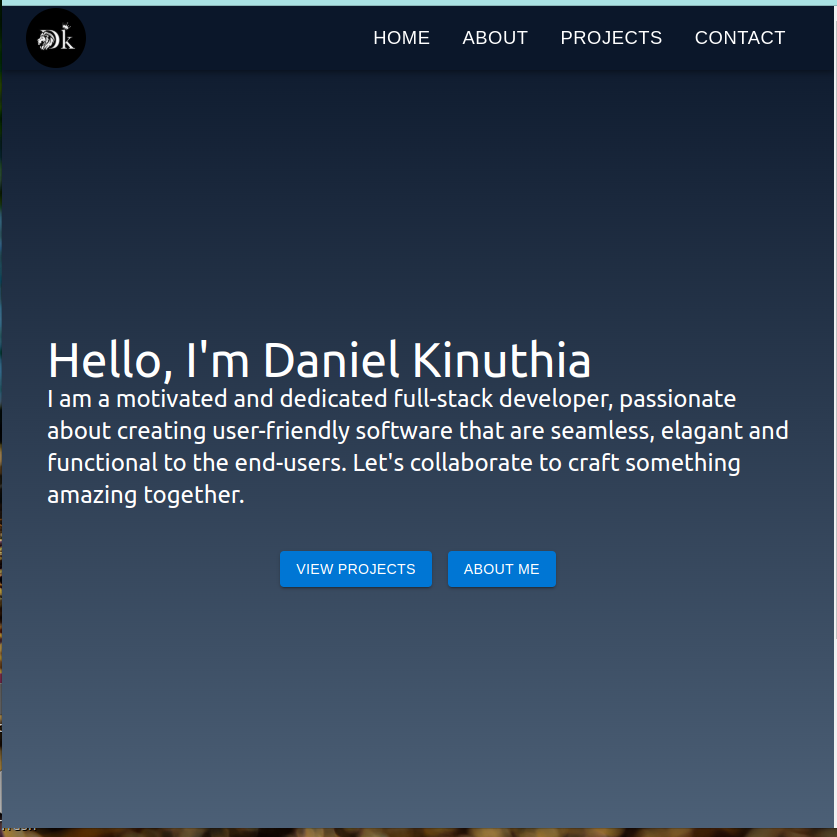 Dk
HOME ABOUT PROJECTS CONTACT
Hello, I'm Daniel Kinuthia
I am a motivated and dedicated full-stack developer, passionate
about creating user-friendly software that are seamless, elagant and
functional to the end-users. Let's collaborate to craft something
amazing together.
VIEW PROJECTS ABOUT ME